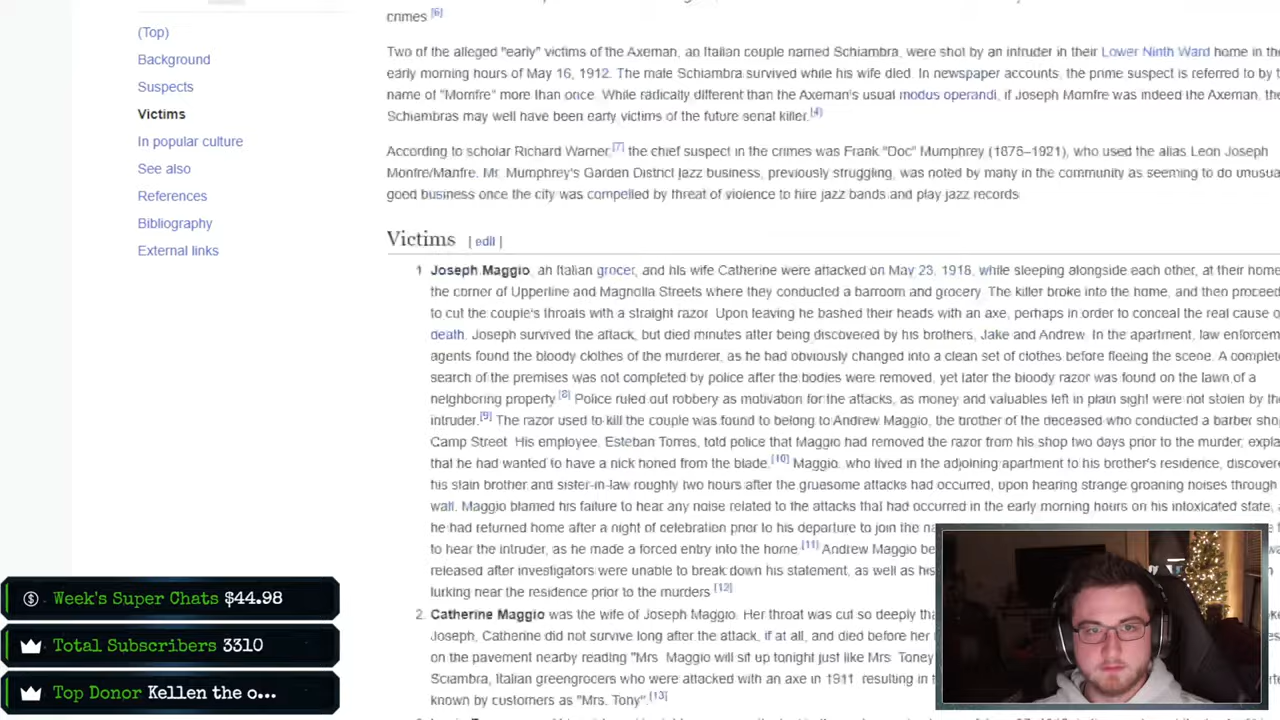 crimes [6]
(Top)
Background
Suspects
Victims
In popular culture
See also
References
Bibliography
External links
Two of the alleged "early" victims of the Axeman, an Italian couple named Schiambra, were shot by an intruder in their Lower Ninth Ward home in the
early morning hours of May 16, 1912. The male Schiambra survived while his wife died. In newspaper accounts, the prime suspect is referred to by t
name of "Momfre" more than once. While radically different than the Axeman's usual modus operandi, if Joseph Momfre was indeed the Axeman, the
Schiambras may well have been early victims of the future serial killer.[4]
According to scholar Richard Warner,[7] the chief suspect in the crimes was Frank "Doc" Mumphrey (1876–1921), who used the alias Leon Joseph
Monfre/Manfre. Mr. Mumphrey's Garden District jazz business, previously struggling, was noted by many in the community as seeming to do unusua
good business once the city was compelled by threat of violence to hire jazz bands and play jazz records
Victims [ edit ]
1 Joseph Maggio, an Italian grocer, and his wife Catherine were attacked on May 23, 1918, while sleeping alongside each other, at their home
the corner of Upperline and Magnolia Streets where they conducted a barroom and grocery. The killer broke into the home, and then proceed
to cut the couple's throats with a straight razor. Upon leaving he bashed their heads with an axe, perhaps in order to conceal the real cause o
death. Joseph survived the attack, but died minutes after being discovered by his brothers, Jake and Andrew. In the apartment, law enforcem
agents found the bloody clothes of the murderer, as he had obviously changed into a clean set of clothes before fleeing the scene. A complete
search of the premises was not completed by police after the bodies were removed, yet later the bloody razor was found on the lawn of a
neighboring property.[8] Police ruled out robbery as motivation for the attacks, as money and valuables left in plain sight were not stolen by the
intruder.[9] The razor used to kill the couple was found to belong to Andrew Maggio, the brother of the deceased who conducted a barber sho
Camp Street. His employee, Esteban Torres, told police that Maggio had removed the razor from his shop two days prior to the murder, expla
that he had wanted to have a nick honed from the blade.[10] Maggio, who lived in the adjoining apartment to his brother's residence, discovere
his slain brother and sister-in-law roughly two hours after the gruesome attacks had occurred, upon hearing strange groaning noises through
wall. Maggio blamed his failure to hear any noise related to the attacks that had occurred in the early morning hours on his intoxicated state, a
he had returned home after a night of celebration prior to his departure to join the na
to hear the intruder, as he made a forced entry into the home.[11] Andrew Maggio be
released after investigators were unable to break down his statement, as well as his
lurking near the residence prior to the murders.[12]
2. Catherine Maggio was the wife of Joseph Maggio. Her throat was cut so deeply tha
Joseph, Catherine did not survive long after the attack, if at all, and died before her
on the pavement nearby reading "Mrs. Maggio will sit up tonight just like Mrs. Toney
Sciambra, Italian greengrocers who were attacked with an axe in 1911 resulting in t
known by customers as "Mrs. Tony".[13]
Week's Super Chats $44.98
Total Subscribers 3310
Top Donor Kellen the o...